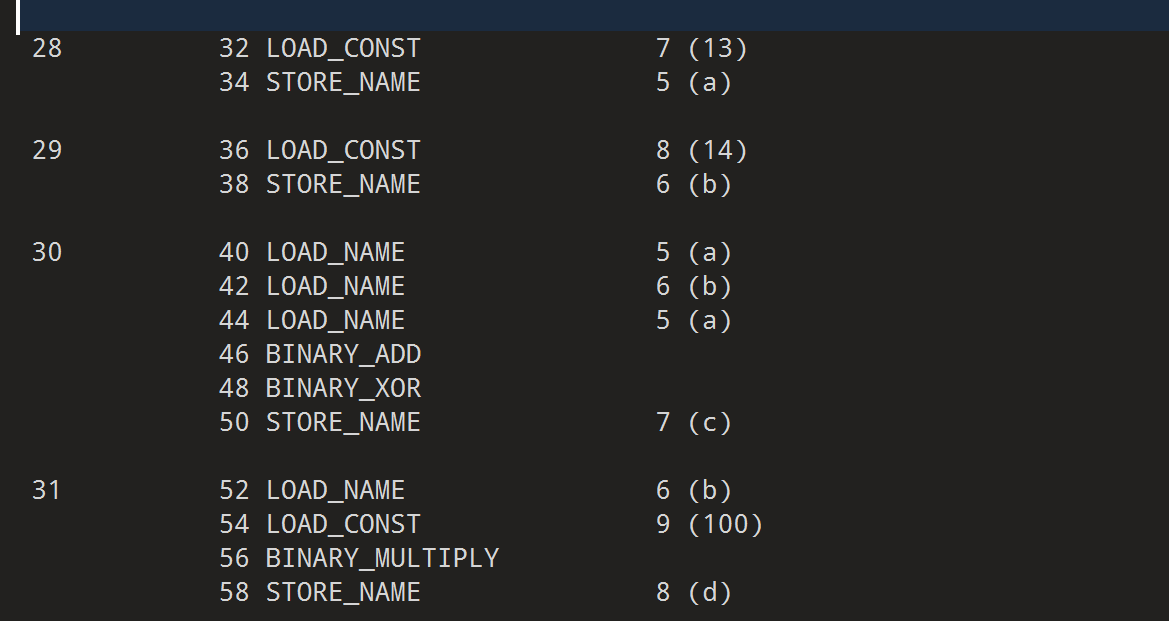 28 32 LOAD_CONST 7 (13)
34 STORE_NAME 5 (a)
29 36 LOAD_CONST 8 (14)
38 STORE_NAME 6 (b)
30 40 LOAD_NAME 5 (a)
42 LOAD_NAME 6 (b)
44 LOAD_NAME 5 (a)
46 BINARY_ADD
48 BINARY_XOR
50 STORE_NAME 7 (c)
31 52 LOAD_NAME 6 (b)
54 LOAD_CONST 9 (100)
56 BINARY_MULTIPLY
58 STORE_NAME 8 (d)